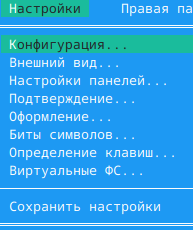 Настройки Правая па
Конфигурация...
Внешний вид...
Настройки панелей...
Подтверждение...
Оформление...
Биты символов...
Определение клавиш...
Виртуальные ФС...
Сохранить настройки